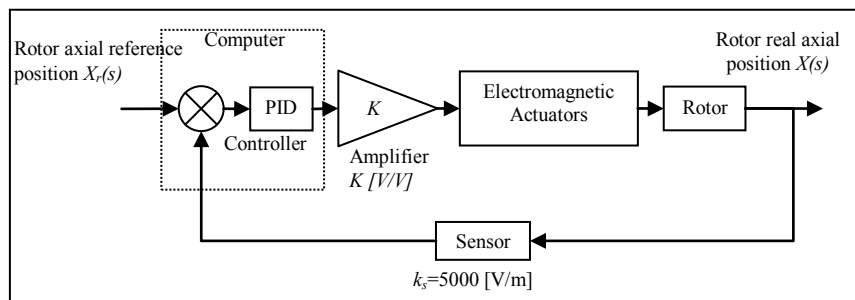 Computer
Rotor axial reference
position Xr(s)
Rotor real axial
position X(s)
PID
K
Electromagnetic
Actuators
Rotor
Controller
Amplifier
K [V/V]
Sensor
ks=5000 [V/m]